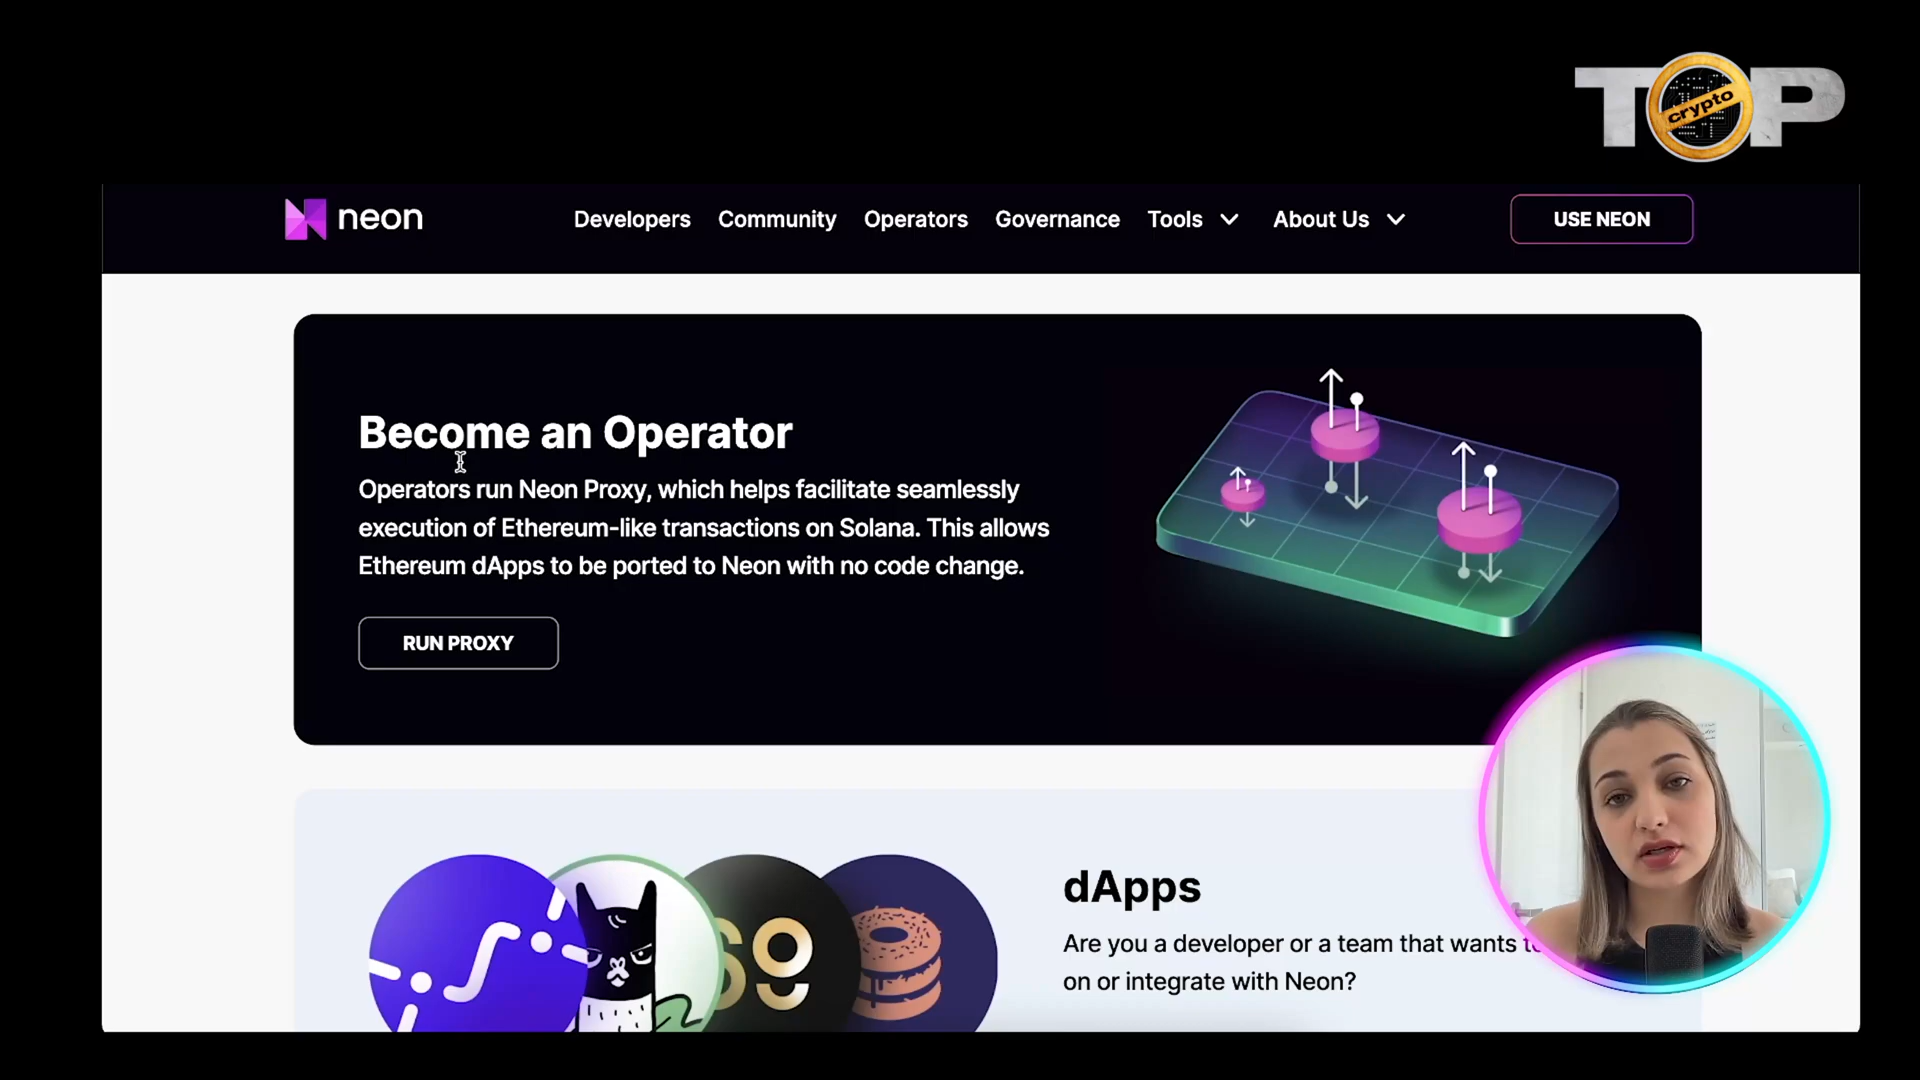 TOP
crypto
neon
Developers Community Operators Governance Tools About Us USE NEON
Become an Operator
Operators run Neon Proxy, which helps facilitate seamlessly
execution of Ethereum-like transactions on Solana. This allows
Ethereum dApps to be ported to Neon with no code change.
RUN PROXY
so
dApps
Are you a developer or a team that wants
on or integrate with Neon?